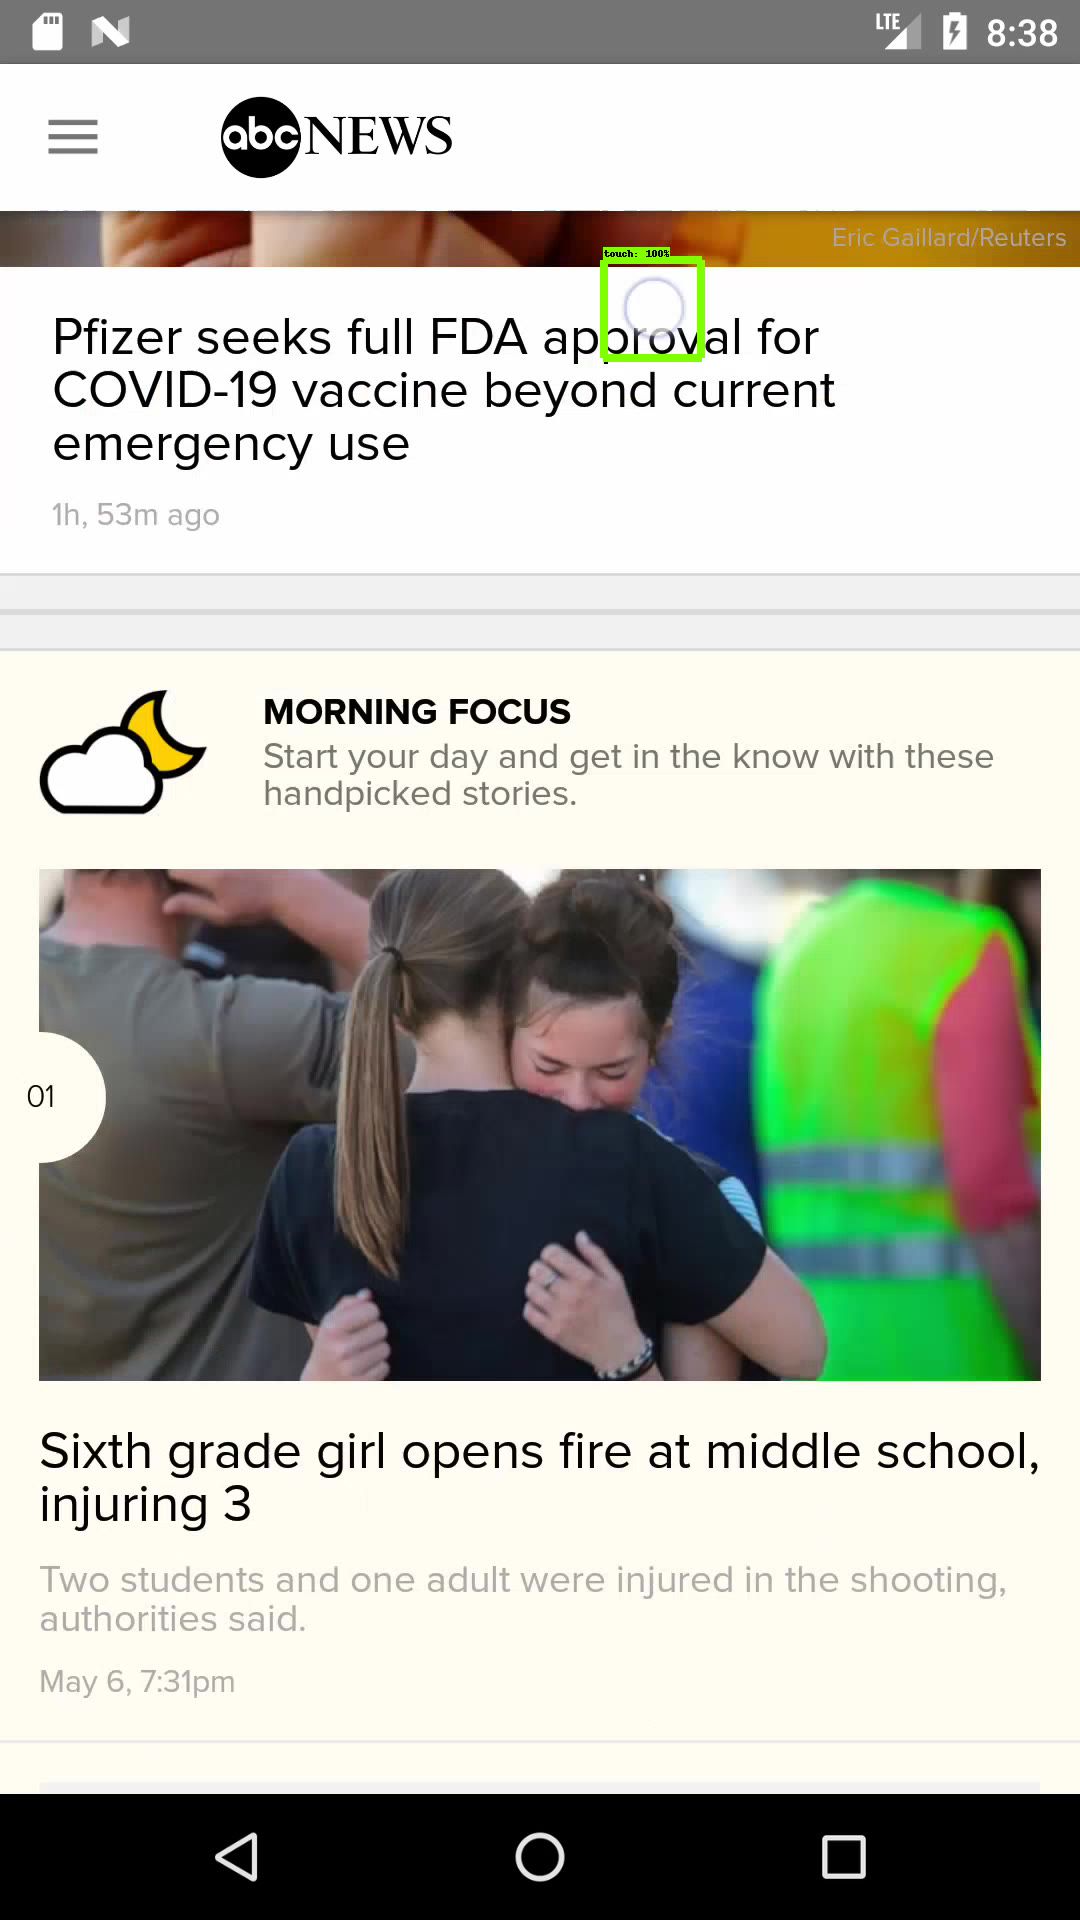 LTE
8:38
abc NEWS
Eric Gaillard/Reuters
touch: 100%
Pfizer seeks full FDA approval for
COVID-19 vaccine beyond current
emergency use
1h, 53m ago
MORNING FOCUS
Start your day and get in the know with these
handpicked stories.
01
Sixth grade girl opens fire at middle school,
injuring 3
Two students and one adult were injured in the shooting,
authorities said.
May 6, 7:31pm